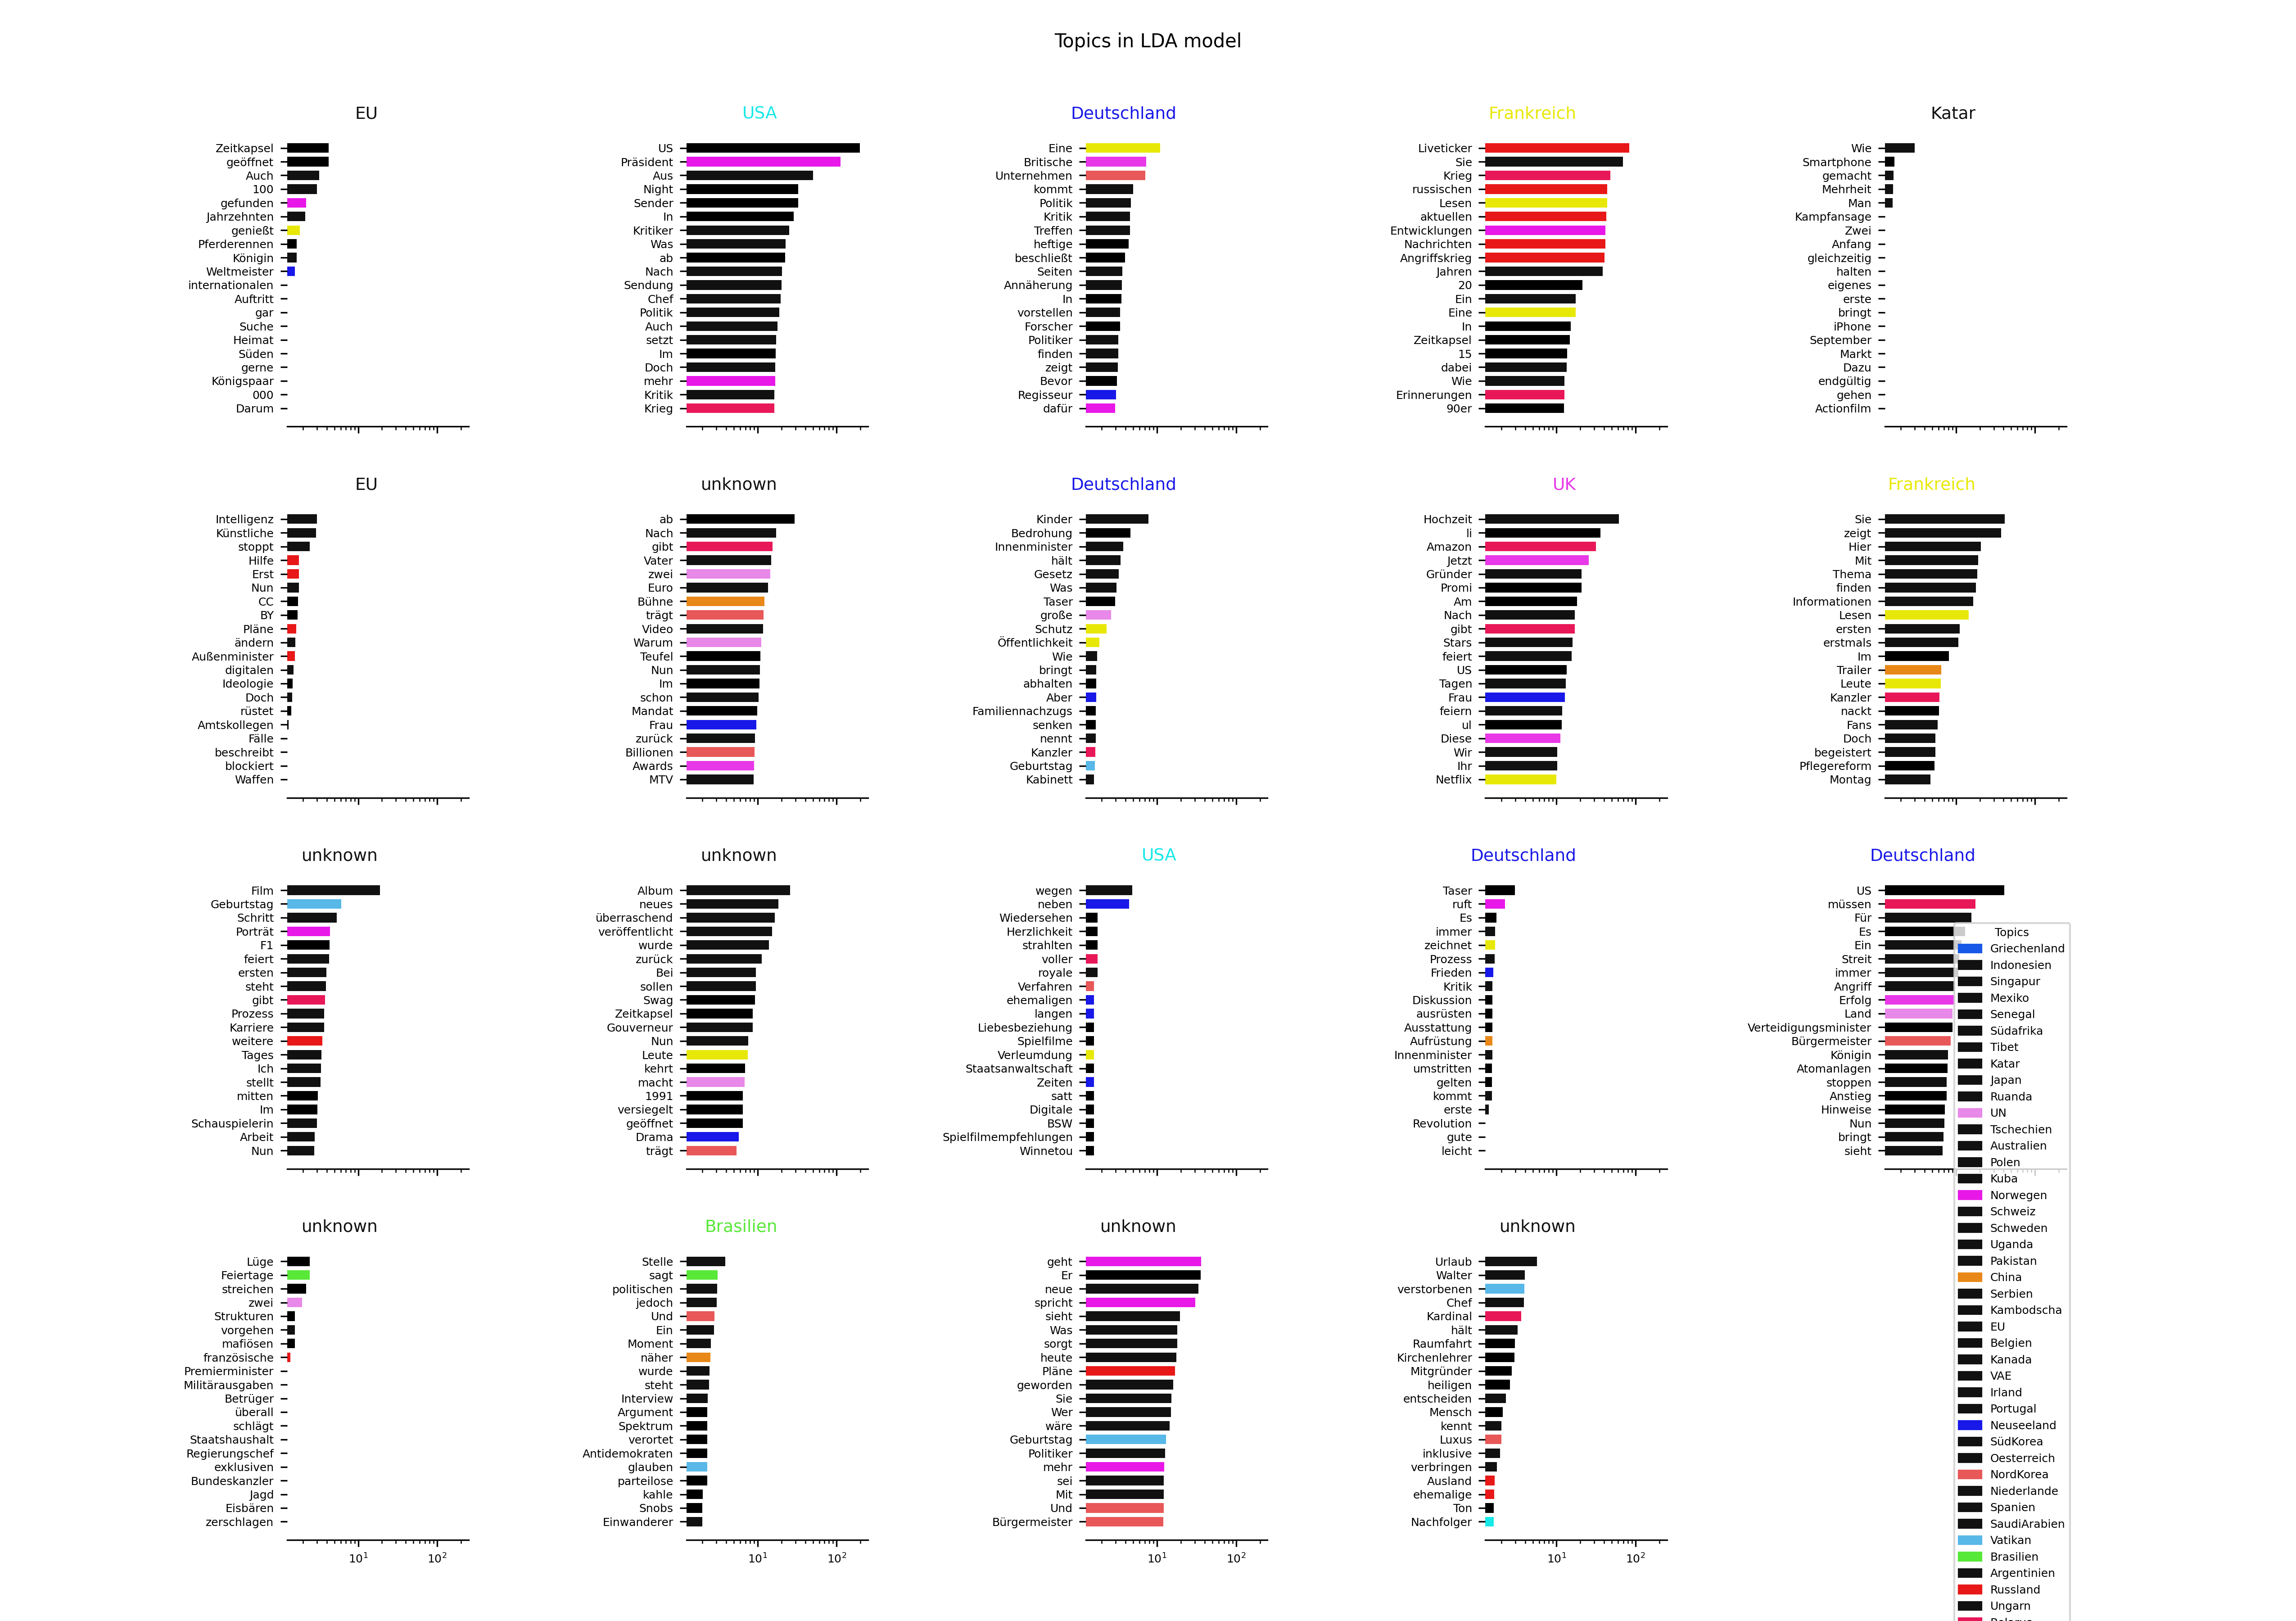 Topics in LDA model
EU
Zeitkapsel
geöffnet
Auch
100
gefunden
Jahrzehnten
genießt
Pferderennen
Königin
Weltmeister
internationalen
Auftritt
gar
Suche
Heimat
Süden
gerne
Königspaar
000
Darum
USA
US
Präsident
Aus
Night
Sender
In
Kritiker
Was
ab
Nach
Sendung
Chef
Politik
Auch
setzt
Im
Doch
mehr
Kritik
Krieg
Deutschland
Eine
Britische
Unternehmen
kommt
Politik
Kritik
Treffen
heftige
beschließt
Seiten
Annäherung
In
vorstellen
Forscher
Politiker
finden
zeigt
Bevor
Regisseur
dafür
Frankreich
Liveticker
Sie
Krieg
russischen
Lesen
aktuellen
Entwicklungen
Nachrichten
Angriffskrieg
Jahren
20
Ein
Eine
In
Zeitkapsel
15
dabei
Wie
Erinnerungen
90er
Katar
Wie
Smartphone
gemacht
Mehrheit
Man
Kampfansage
Zwei
Anfang
gleichzeitig
halten
eigenes
erste
bringt
iPhone
September
Markt
Dazu
endgültig
gehen
Actionfilm
EU
Intelligenz
Künstliche
stoppt
Hilfe
Erst
Nun
CC
BY
Pläne
ändern
Außenminister
digitalen
Ideologie
Doch
rüstet
Amtskollegen
Fälle
beschreibt
blockiert
Waffen
unknown
ab
Nach
gibt
Vater
zwei
Euro
Bühne
trägt
Video
Warum
Teufel
Nun
Im
schon
Mandat
Frau
zurück
Billionen
Awards
MTV
Deutschland
Kinder
Bedrohung
Innenminister
hält
Gesetz
Was
Taser
große
Schutz
Öffentlichkeit
Wie
bringt
abhalten
Aber
Familiennachzugs
senken
nennt
Kanzler
Geburtstag
Kabinett
UK
Hochzeit
li
Amazon
Jetzt
Gründer
Promi
Am
Nach
gibt
Stars
feiert
US
Tagen
Frau
feiern
ul
Diese
Wir
Ihr
Netflix
Frankreich
Sie
zeigt
Hier
Mit
Thema
finden
Informationen
Lesen
ersten
erstmals
Im
Trailer
Leute
Kanzler
nackt
Fans
Doch
begeistert
Pflegereform
Montag
unknown
Film
Geburtstag
Schritt
Porträt
F1
feiert
ersten
steht
gibt
Prozess
Karriere
weitere
Tages
Ich
stellt
mitten
Im
Schauspielerin
Arbeit
Nun
unknown
Album
neues
überraschend
veröffentlicht
wurde
zurück
Bei
sollen
Swag
Zeitkapsel
Gouverneur
Nun
Leute
kehrt
macht
1991
versiegelt
geöffnet
Drama
trägt
USA
wegen
neben
Wiedersehen
Herzlichkeit
strahlten
voller
royale
Verfahren
ehemaligen
langen
Liebesbeziehung
Spielfilme
Verleumdung
Staatsanwaltschaft
Zeiten
satt
Digitale
BSW
Spielfilmempfehlungen
Winnetou
Deutschland
Taser
ruft
Es
immer
zeichnet
Prozess
Frieden
Kritik
Diskussion
ausrüsten
Ausstattung
Aufrüstung
Innenminister
umstritten
gelten
kommt
erste
Revolution
gute
leicht
Deutschland
US
müssen
Für
Es
Ein
Streit
immer
Angriff
Erfolg
Land
Verteidigungsminister
Bürgermeister
Königin
Atomanlagen
stoppen
Anstieg
Hinweise
Nun
bringt
sieht
unknown
Lüge
Feiertage
streichen
zwei
Strukturen
vorgehen
mafiösen
französische
Premierminister
Militärausgaben
Betrüger
überall
schlägt
Staatshaushalt
Regierungschef
exklusiven
Bundeskanzler
Jagd
Eisbären
zerschlagen
10¹ 10²
Brasilien
Stelle
sagt
politischen
jedoch
Und
Ein
Moment
näher
wurde
steht
Interview
Argument
Spektrum
verortet
Antidemokraten
glauben
parteilose
kahle
Snobs
Einwanderer
10¹ 10²
unknown
geht
Er
neue
spricht
sieht
Was
sorgt
heute
Pläne
geworden
Sie
Wer
wäre
Geburtstag
Politiker
mehr
sei
Mit
Und
Bürgermeister
10¹ 10²
unknown
Urlaub
Walter
verstorbenen
Chef
Kardinal
hält
Raumfahrt
Kirchenlehrer
Mitgründer
heiligen
entscheiden
Mensch
kennt
Luxus
inklusive
verbringen
Ausland
ehemalige
Ton
Nachfolger
10¹ 10²
Topics
Griechenland
Indonesien
Singapur
Mexiko
Senegal
Südafrika
Tibet
Katar
Japan
Ruanda
UN
Tschechien
Australien
Polen
Kuba
Norwegen
Schweiz
Schweden
Uganda
Pakistan
China
Serbien
Kambodscha
EU
Belgien
Kanada
VAE
Irland
Portugal
Neuseeland
SüdKorea
Oesterreich
NordKorea
Niederlande
Spanien
SaudiArabien
Vatikan
Brasilien
Argentinien
Russland
Ungarn